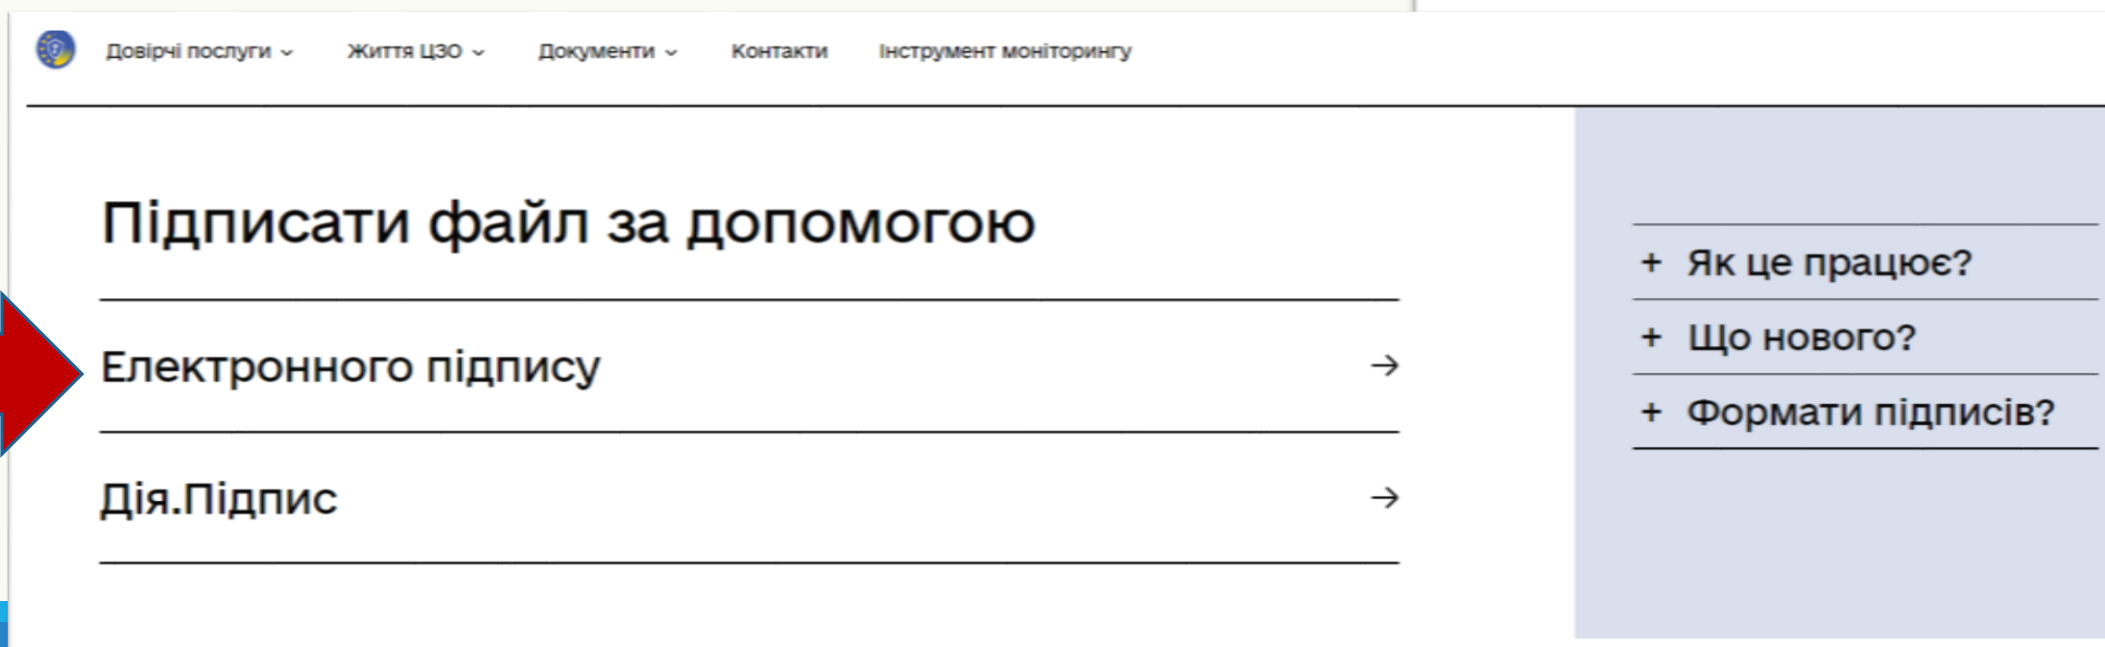 Довірчі послуги Життя ЦЗО Документи Контакти Інструмент моніторингу
Підписати файл за допомогою
Електронного підпису →
Дія.Підпис →
+ Як це працює?
+ Що нового?
+ Формати підписів?